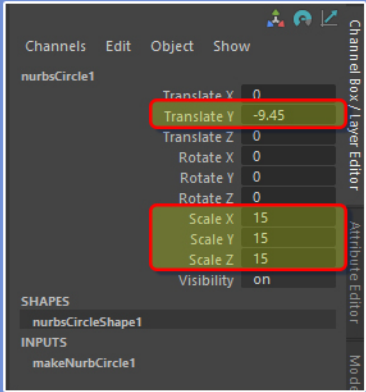 Channels Edit Object Show
nurbsCircle1
Translate X 0
Translate Y -9.45
Translate Z 0
Rotate X 0
Rotate Y 0
Rotate Z 0
Scale X 15
Scale Y 15
Scale Z 15
Visibility on
SHAPES
nurbsCircleShape1
INPUTS
makeNurbCircle1
Channel Box / Layer Editor
Attribute Editor